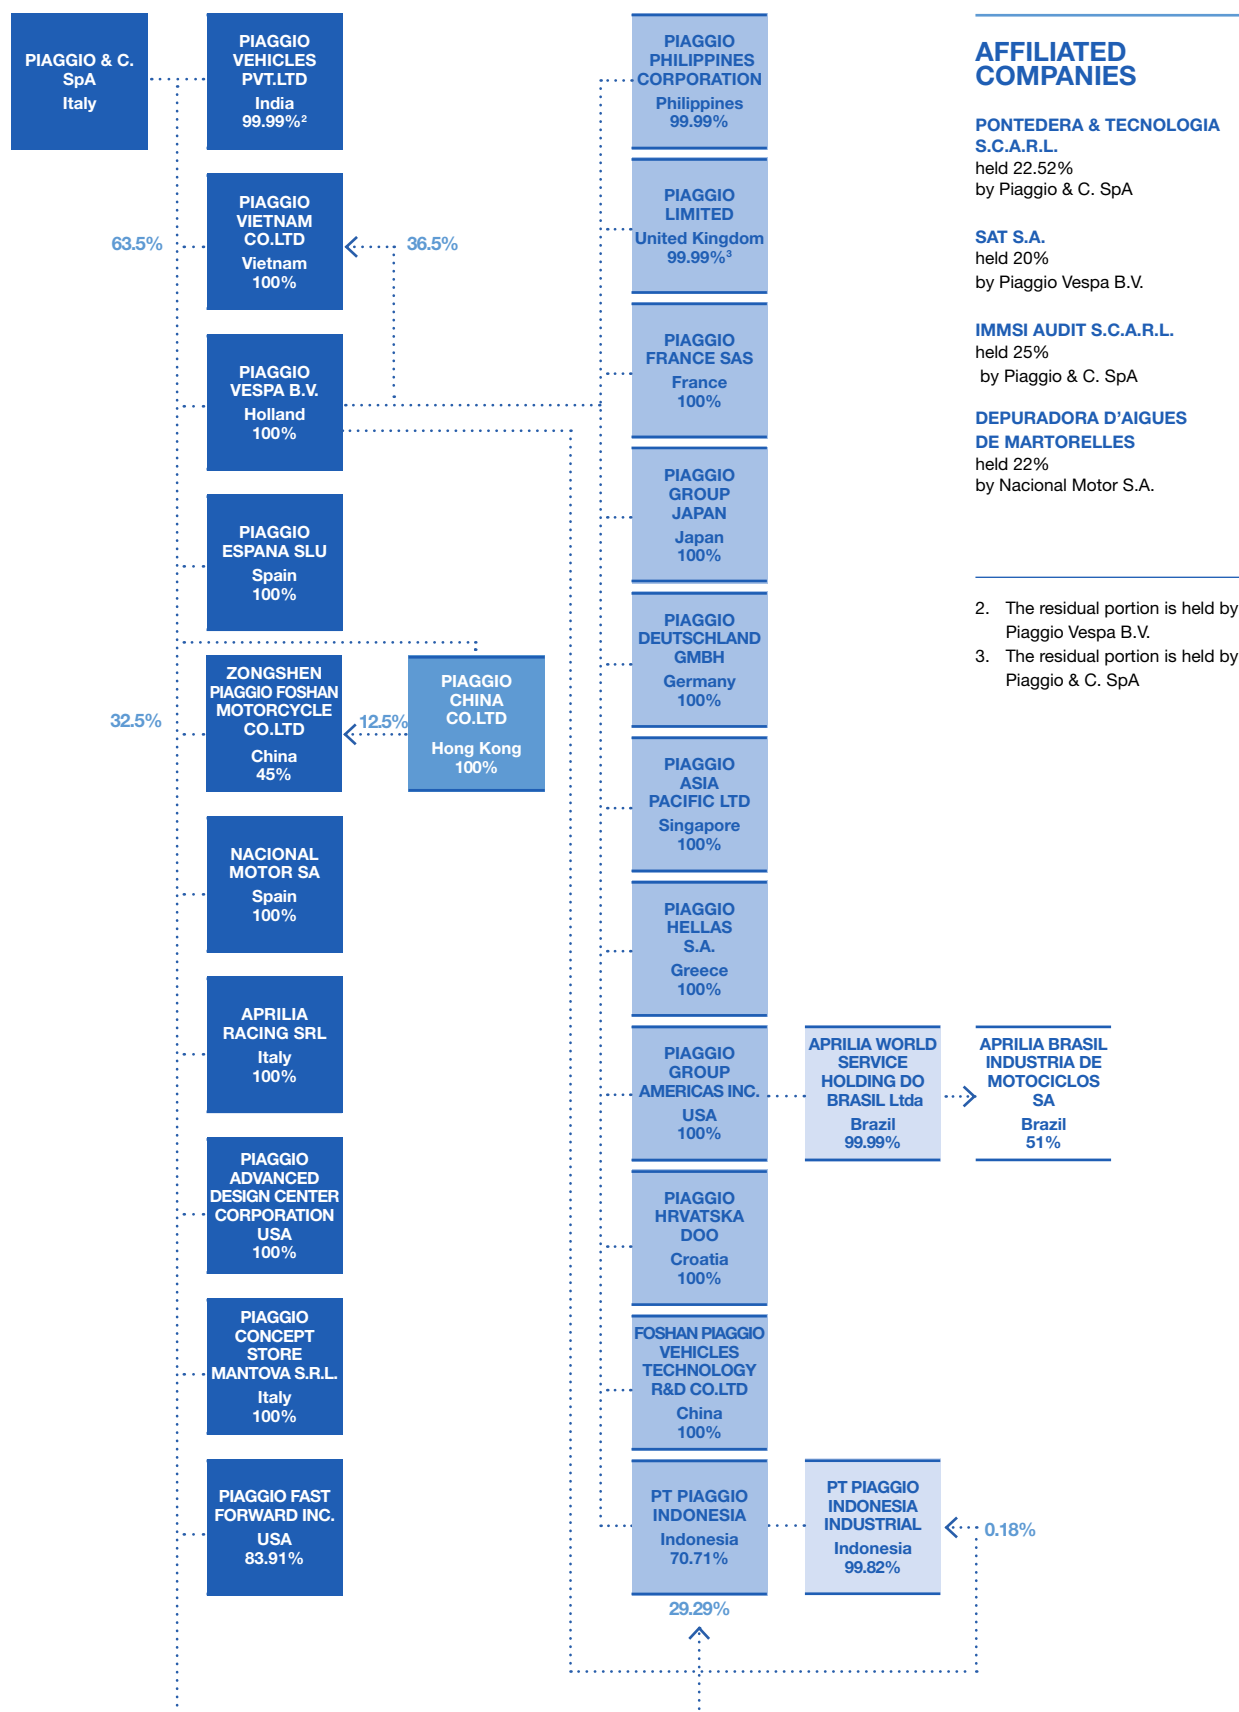 PIAGGIO & C.
SpA
Italy
PIAGGIO
VEHICLES
PVT.LTD
India
99.99%²
63.5%
PIAGGIO
VIETNAM
CO.LTD
Vietnam
100%
36.5%
PIAGGIO
VESPA B.V.
Holland
100%
PIAGGIO
ESPANA SLU
Spain
100%
32.5%
ZONGSHEN
PIAGGIO FOSHAN
MOTORCYCLE
CO.LTD
China
45%
12.5%
PIAGGIO
CHINA
CO.LTD
Hong Kong
100%
NACIONAL
MOTOR SA
Spain
100%
APRILIA
RACING SRL
Italy
100%
PIAGGIO
ADVANCED
DESIGN CENTER
CORPORATION
USA
100%
PIAGGIO
CONCEPT
STORE
MANTOVA S.R.L.
Italy
100%
PIAGGIO FAST
FORWARD INC.
USA
83.91%
PIAGGIO
PHILIPPINES
CORPORATION
Philippines
99.99%
PIAGGIO
LIMITED
United Kingdom
99.99%³
PIAGGIO
FRANCE SAS
France
100%
PIAGGIO
GROUP
JAPAN
Japan
100%
PIAGGIO
DEUTSCHLAND
GMBH
Germany
100%
PIAGGIO
ASIA
PACIFIC LTD
Singapore
100%
PIAGGIO
HELLAS
S.A.
Greece
100%
PIAGGIO
GROUP
AMERICAS INC.
USA
100%
APRILIA WORLD
SERVICE
HOLDING DO
BRASIL Ltda
Brazil
99.99%
APRILIA BRASIL
INDUSTRIA DE
MOTOCICLOS
SA
Brazil
51%
PIAGGIO
HRVATSKA
DOO
Croatia
100%
FOSHAN PIAGGIO
VEHICLES
TECHNOLOGY
R&D CO.LTD
China
100%
PT PIAGGIO
INDONESIA
Indonesia
70.71%
29.29%
PT PIAGGIO
INDONESIA
INDUSTRIAL
Indonesia
99.82%
0.18%
AFFILIATED
COMPANIES
PONTEDERA & TECNOLOGIA
S.C.A.R.L.
held 22.52%
by Piaggio & C. SpA
SAT S.A.
held 20%
by Piaggio Vespa B.V.
IMMSI AUDIT S.C.A.R.L.
held 25%
by Piaggio & C. SpA
DEPURADORA D’AIGUES
DE MARTORELLES
held 22%
by Nacional Motor S.A.
2. The residual portion is held by
Piaggio Vespa B.V.
3. The residual portion is held by
Piaggio & C. SpA